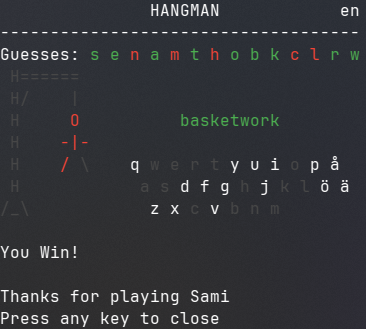 HANGMAN en
------------------------------------
Guesses: s e n a m t h o b k c l r w
H======
H/ |
H O basketwork
H -|-
H / \ q w e r t y u i o p å
H a s d f g h j k l ö ä
/_\ z x c v b n m
You Win!
Thanks for playing Sami
Press any key to close